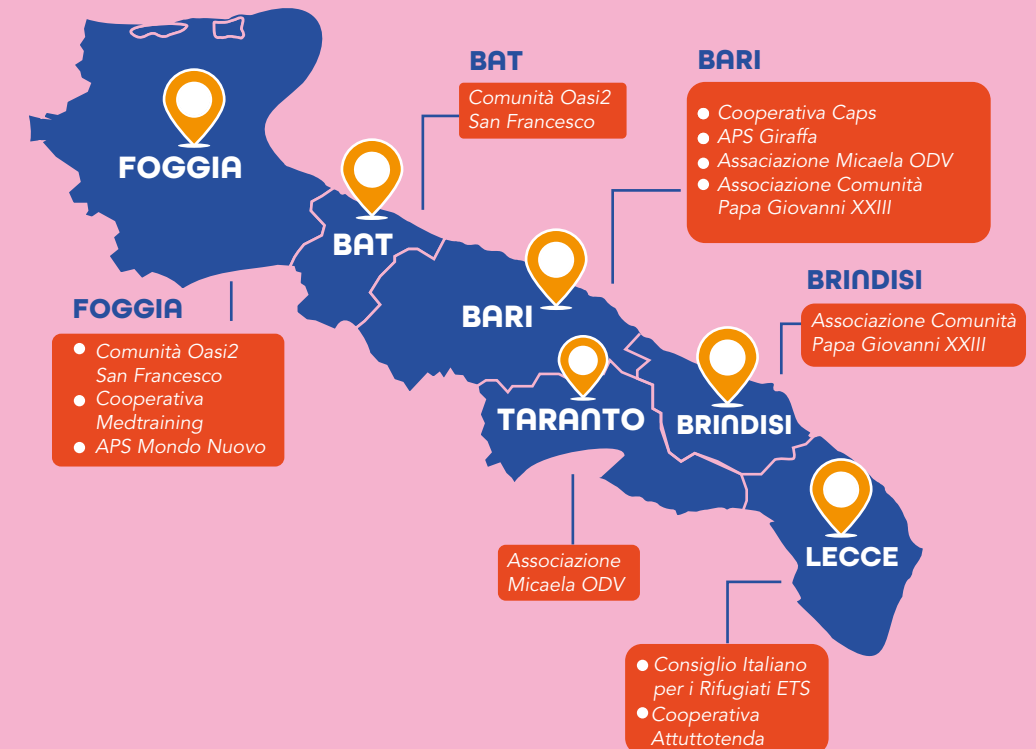 BAT
Comunità Oasi2
San Francesco
BARI
Cooperativa Caps
APS Giraffa
Assaciazione Micaela ODV
Associazione Comunità
Papa Giovanni XXIII
FOGGIA
BAT
BARI
TARANTO
BRINDISI
LECCE
BRINDISI
Associazione Comunità
Papa Giovanni XXIII
FOGGIA
Comunità Oasi2
San Francesco
Cooperativa
Medtraining
APS Mondo Nuovo
Associazione
Micaela ODV
Consiglio Italiano
per i Rifugiati ETS
Cooperativa
Attuttotenda